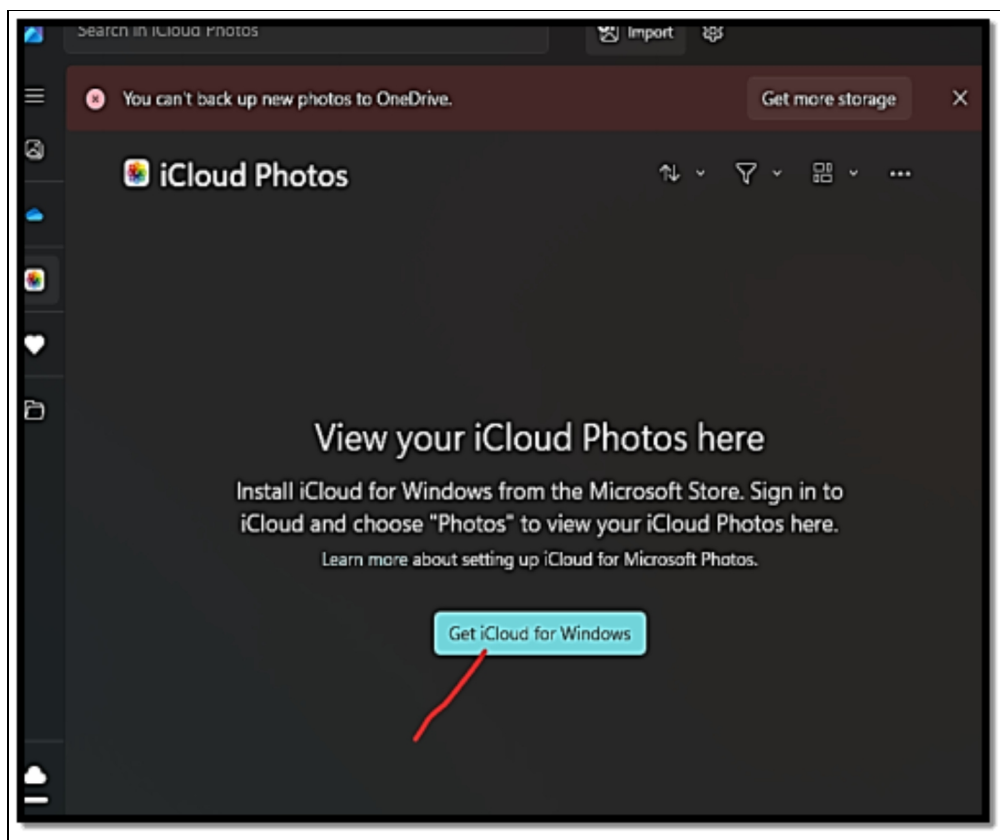 Search in iCloud Photos
Import
You can't back up new photos to OneDrive.
Get more storage
iCloud Photos
View your iCloud Photos here
Install iCloud for Windows from the Microsoft Store. Sign in to
iCloud and choose "Photos" to view your iCloud Photos here.
Learn more about setting up iCloud for Microsoft Photos.
Get iCloud for Windows